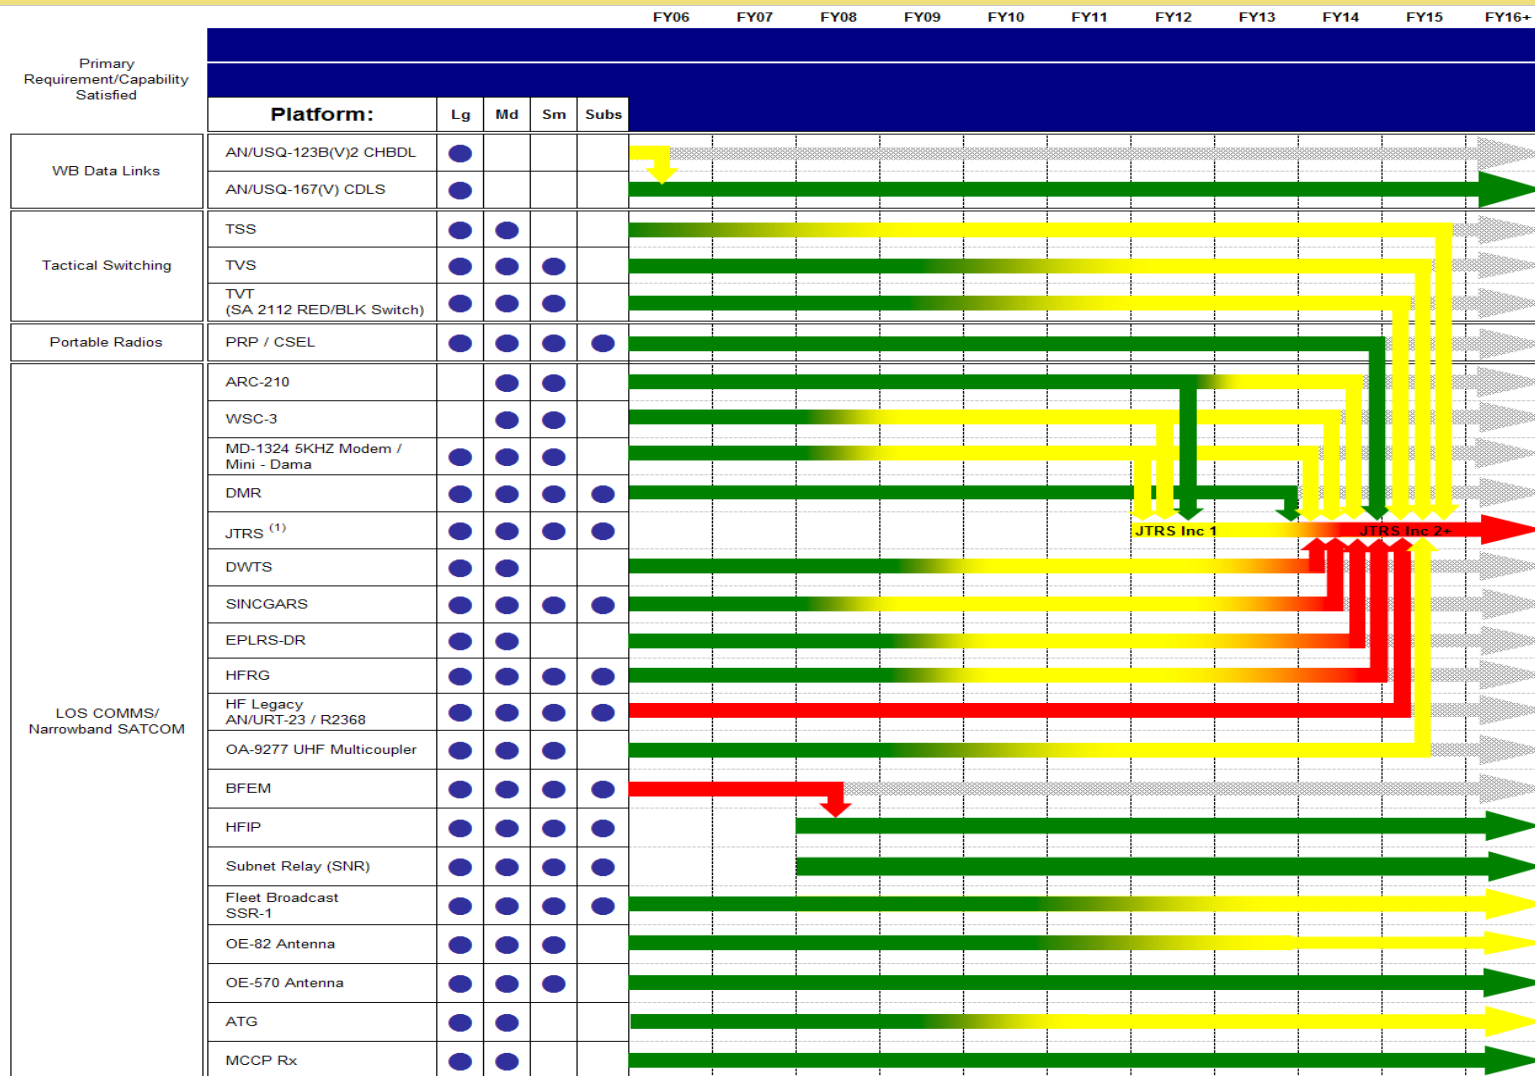 FY06 FY07 FY08 FY09 FY10 FY11 FY12 FY13 FY14 FY15 FY16+
Primary
Requirement/Capability
Satisfied
Platform: Lg Md Sm Subs
WB Data Links
AN/USQ-123B(V)2 CHBDL
AN/USQ-167(V) CDLS
Tactical Switching
TSS
TVS
TVT
(SA 2112 RED/BLK Switch)
Portable Radios
PRP / CSEL
LOS COMMS/
Narrowband SATCOM
ARC-210
WSC-3
MD-1324 5KHZ Modem /
Mini - Dama
DMR
JTRS (1)
JTRS Inc 1
JTRS Inc 2+
DWTS
SINCGARS
EPLRS-DR
HFRG
HF Legacy
AN/URT-23 / R2368
OA-9277 UHF Multicoupler
BFEM
HFIP
Subnet Relay (SNR)
Fleet Broadcast
SSR-1
OE-82 Antenna
OE-570 Antenna
ATG
MCCP Rx